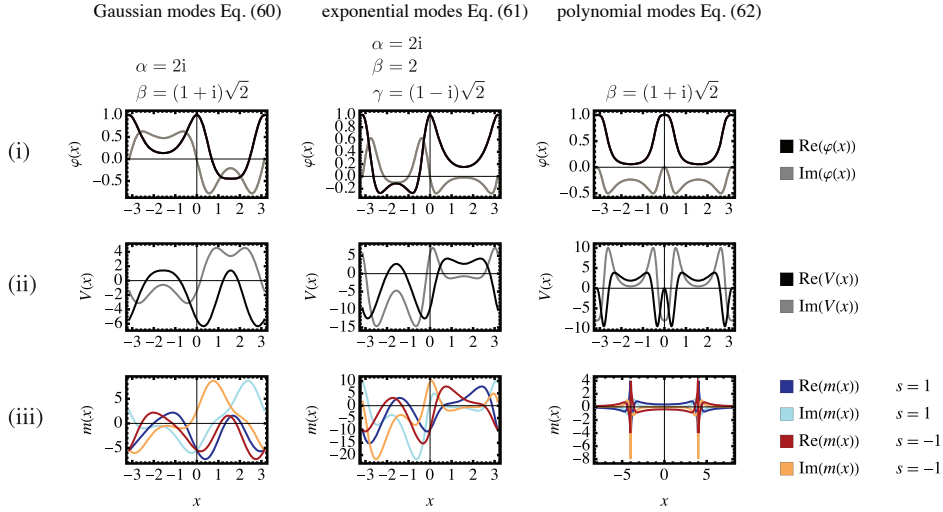 Gaussian modes Eq. (60) exponential modes Eq. (61) polynomial modes Eq. (62)
α = 2i
β = (1 + i)√2
α = 2i
β = 2
γ = (1 − i)√2
β = (1 + i)√2
(i)
φ(x)
1.0
0.5
0.0
−0.5
−3 −2 −1 0 1 2 3
φ(x)
1.0
0.8
0.6
0.4
0.2
0.0
−0.2
−3 −2 −1 0 1 2 3
φ(x)
1.0
0.5
0.0
−0.5
−3 −2 −1 0 1 2 3
Re(φ(x))
Im(φ(x))
(ii)
V(x)
4
2
0
−2
−4
−6
−3 −2 −1 0 1 2 3
V(x)
5
0
−5
−10
−15
−3 −2 −1 0 1 2 3
V(x)
10
5
0
−5
−10
−3 −2 −1 0 1 2 3
Re(V(x))
Im(V(x))
(iii)
m(x)
5
0
−5
−3 −2 −1 0 1 2 3
x
m(x)
10
5
0
−5
−10
−15
−20
−3 −2 −1 0 1 2 3
x
m(x)
4
2
0
−2
−4
−6
−8
−5 0 5
x
Re(m(x)) s = 1
Im(m(x)) s = 1
Re(m(x)) s = −1
Im(m(x)) s = −1